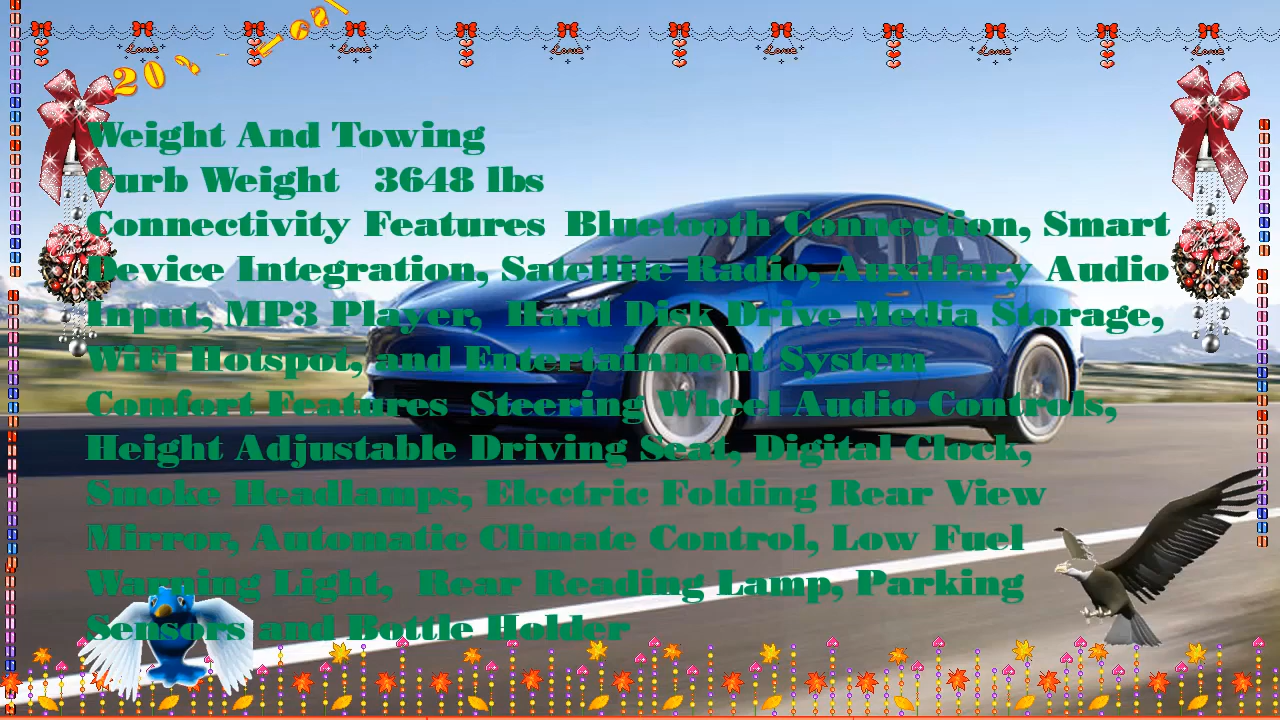 Weight And Towing
Curb Weight 3648 lbs
Connectivity Features Bluetooth Connection, Smart
Device Integration, Satellite Radio, Auxiliary Audio
Input, MP3 Player, Hard Disk Drive Media Storage,
WiFi Hotspot, and Entertainment System
Comfort Features Steering Wheel Audio Controls,
Height Adjustable Driving Seat, Digital Clock,
Smoke Headlamps, Electric Folding Rear View
Mirror, Automatic Climate Control, Low Fuel
Warning Light, Rear Reading Lamp, Parking
Sensors and Bottle Holder